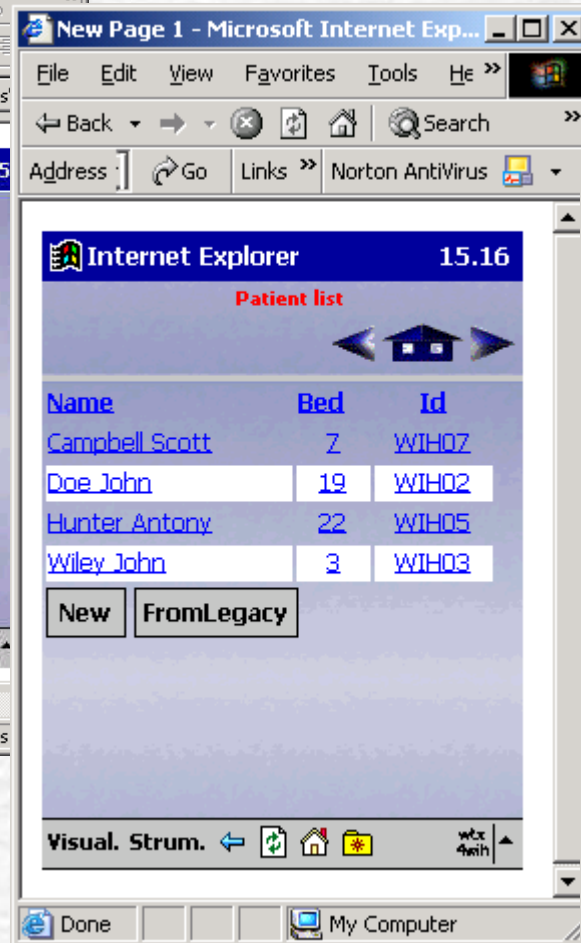 New Page 1 - Microsoft Internet Exp...
File Edit View Favorites Tools He »
Back Search »
Address Go Links » Norton AntiVirus
Internet Explorer 15.16
Patient list
Name Bed Id
Campbell Scott 7 WIH07
Doe John 19 WIH02
Hunter Antony 22 WIH05
Wiley John 3 WIH03
New FromLegacy
Visual. Strum. wtx
4wih
Done My Computer